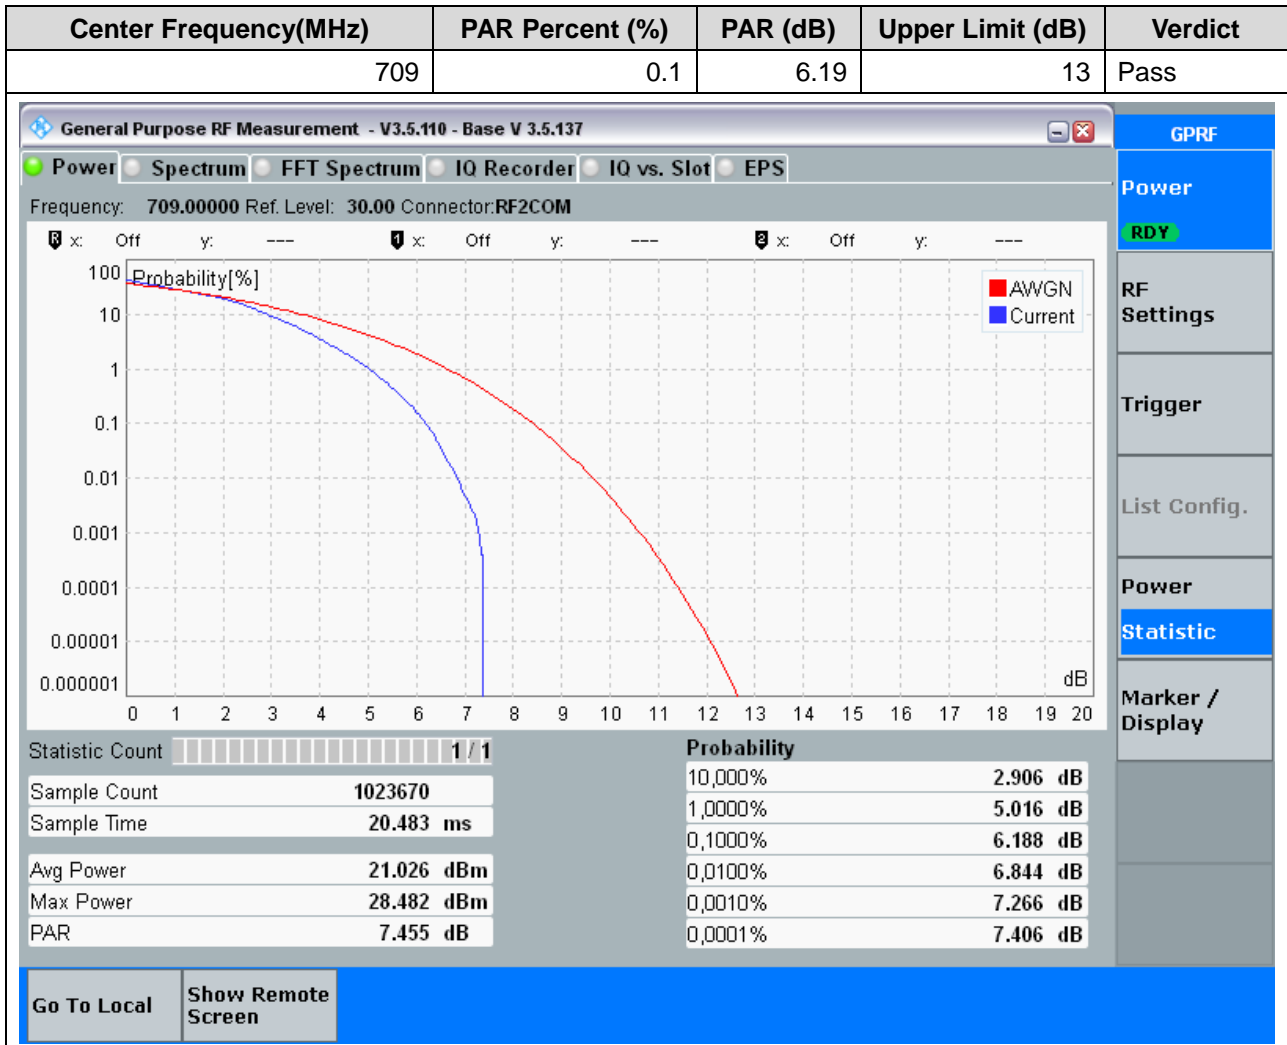 Center Frequency(MHz) PAR Percent (%) PAR (dB) Upper Limit (dB) Verdict
709 0.1 6.19 13 Pass
General Purpose RF Measurement - V3.5.110 - Base V 3.5.137
GPRF
Power Spectrum FFT Spectrum IQ Recorder IQ vs. Slot EPS
Power
RDY
Frequency: 709.00000 Ref. Level: 30.00 Connector:RF2COM
R x: Off y: --- 1 x: Off y: --- 2 x: Off y: ---
Probability[%]
AWGN
Current
100
10
1
0.1
0.01
0.001
0.0001
0.00001
0.000001
dB
0 1 2 3 4 5 6 7 8 9 10 11 12 13 14 15 16 17 18 19 20
RF
Settings
Trigger
List Config.
Power
Statistic
Marker /
Display
Statistic Count 1 / 1
Sample Count 1023670
Sample Time 20.483 ms
Avg Power 21.026 dBm
Max Power 28.482 dBm
PAR 7.455 dB
Probability
10,000% 2.906 dB
1,0000% 5.016 dB
0,1000% 6.188 dB
0,0100% 6.844 dB
0,0010% 7.266 dB
0,0001% 7.406 dB
Go To Local
Show Remote
Screen